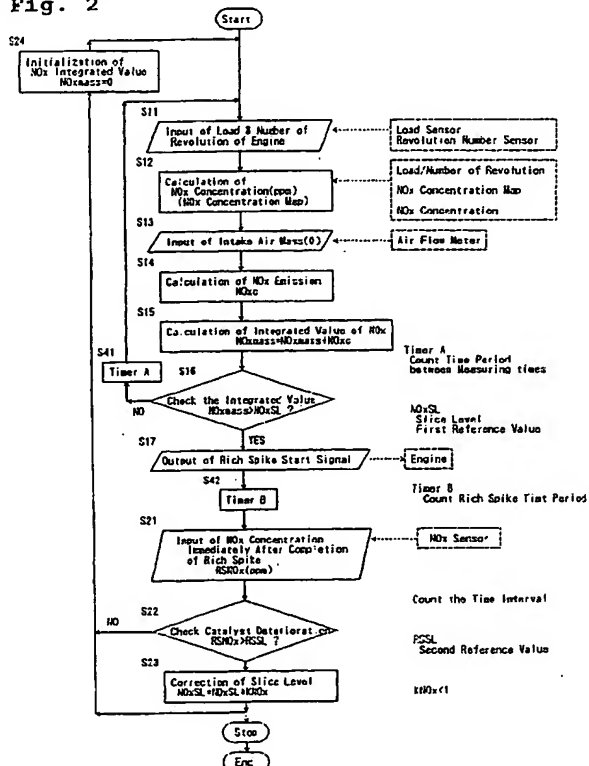 Fig. 2
Start
S24
Initialization of
NOx Integrated Value
NOxmass=0
S11
Input of Load & Number of
Revolution of Engine
Load Sensor
Revolution Number Sensor
S12
Calculation of
NOx Concentration(ppm)
(NOx Concentration Map)
Load/Number of Revolution
NOx Concentration Map
NOx Concentration
S13
Input of Intake Air Mass(Q)
Air Flow Meter
S14
Calculation of NOx Emission
NOxc
S15
Calculation of Integrated Value of NOx
NOxmass=NOxmass+NOxc
S41
Timer A
S16
Check the Integrated Value
NOxmass>NOxSL ?
NO
YES
Timer A
Count Time Period
between Measuring times
NOxSL
Slice Level
First Reference Value
S17
Output of Rich Spike Start Signal
Engine
S42
Timer B
Timer B
Count Rich Spike Time Period
S21
Input of NOx Concentration
Immediately After Completion
of Rich Spike
RSNOx(ppm)
NOx Sensor
Count the Time Interval
S22
NO
Check Catalyst Deterioration
RSNOx>RSSL ?
RSSL
Second Reference Value
S23
Correction of Slice Level
NOxSL=NOxSL*KNOx
KNOx<1
Stop
End